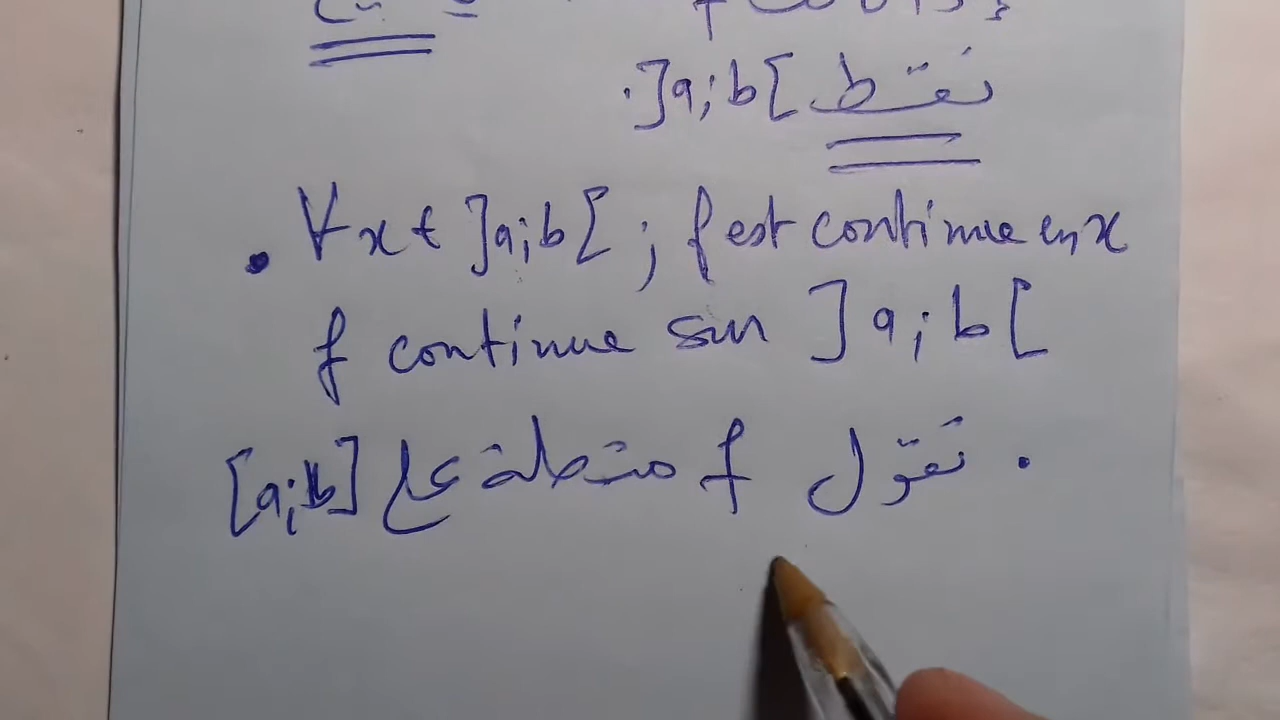 نقط ]a;b[.
. ∀x ∈ ]a;b[ ; f est continue en x
f continue sur ]a;b[
. نقول f متصلة على [a;b]